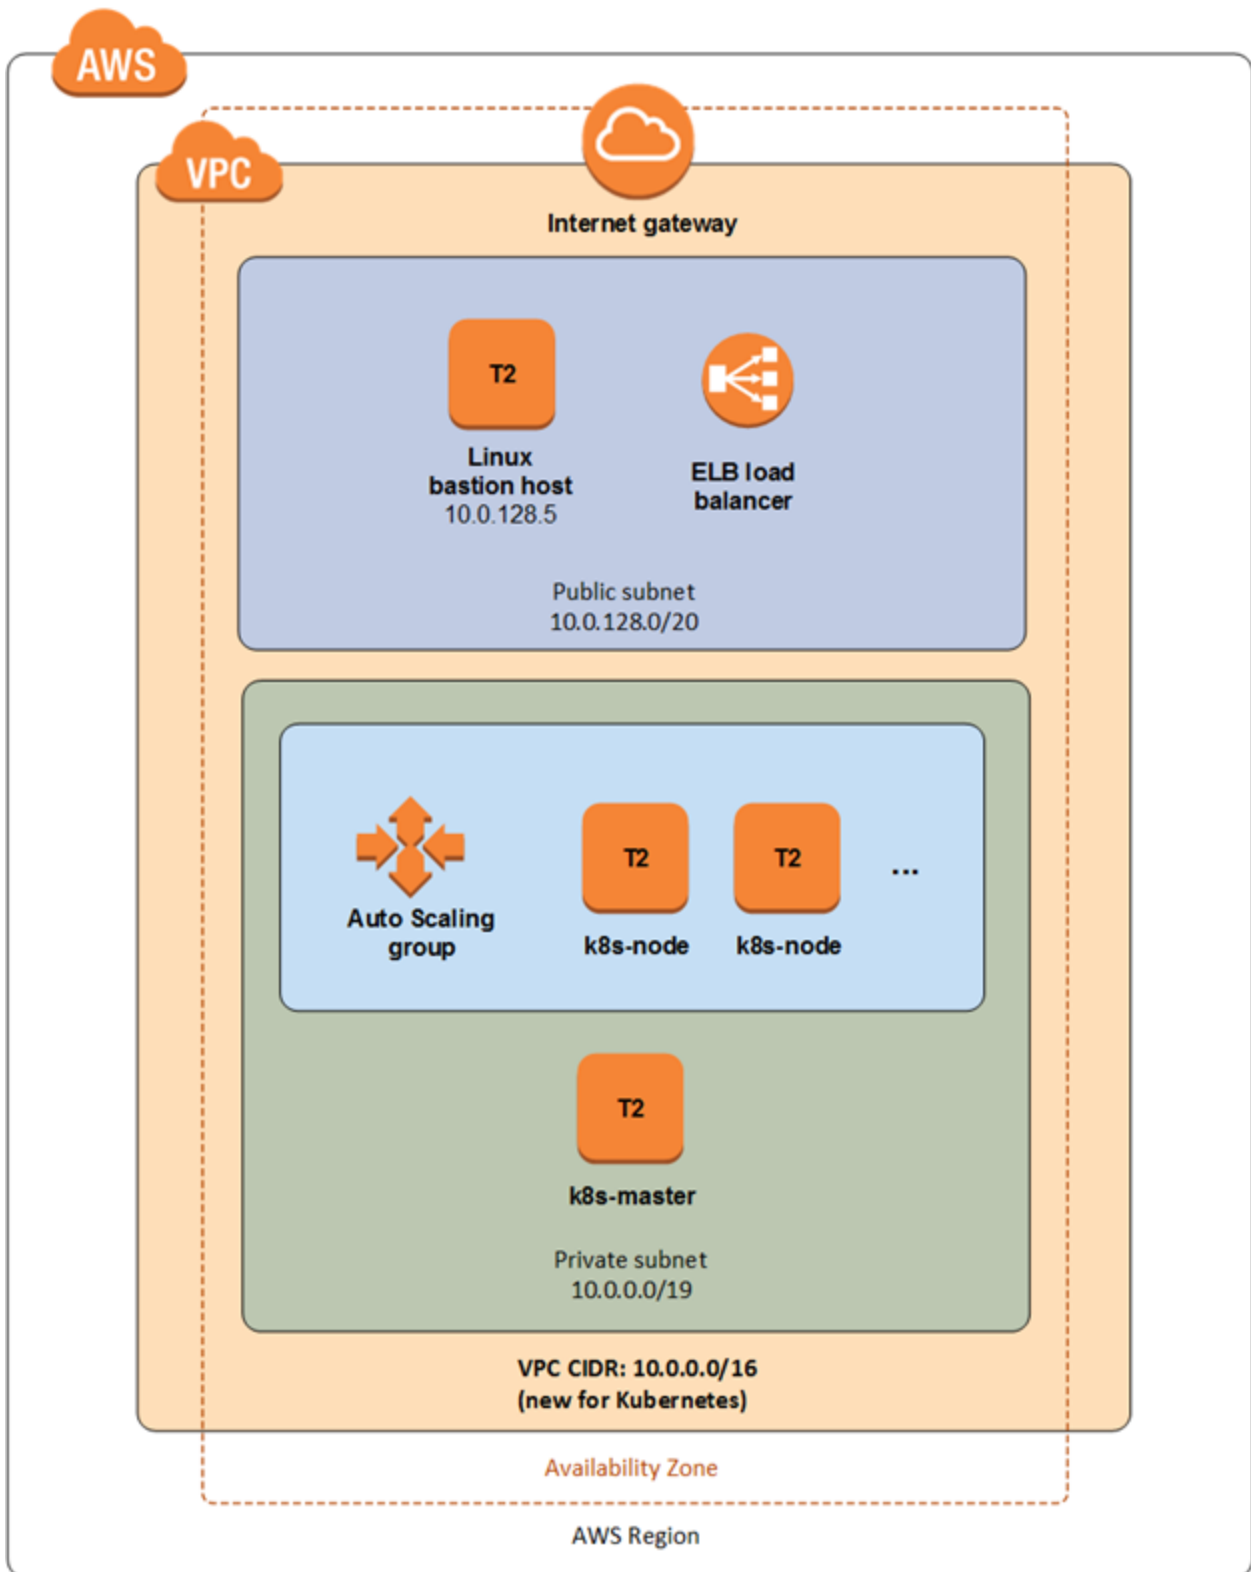 AWS
VPC
Internet gateway
T2
Linux
bastion host
10.0.128.5
ELB load
balancer
Public subnet
10.0.128.0/20
Auto Scaling
group
T2
k8s-node
T2
k8s-node
...
T2
k8s-master
Private subnet
10.0.0.0/19
VPC CIDR: 10.0.0.0/16
(new for Kubernetes)
Availability Zone
AWS Region